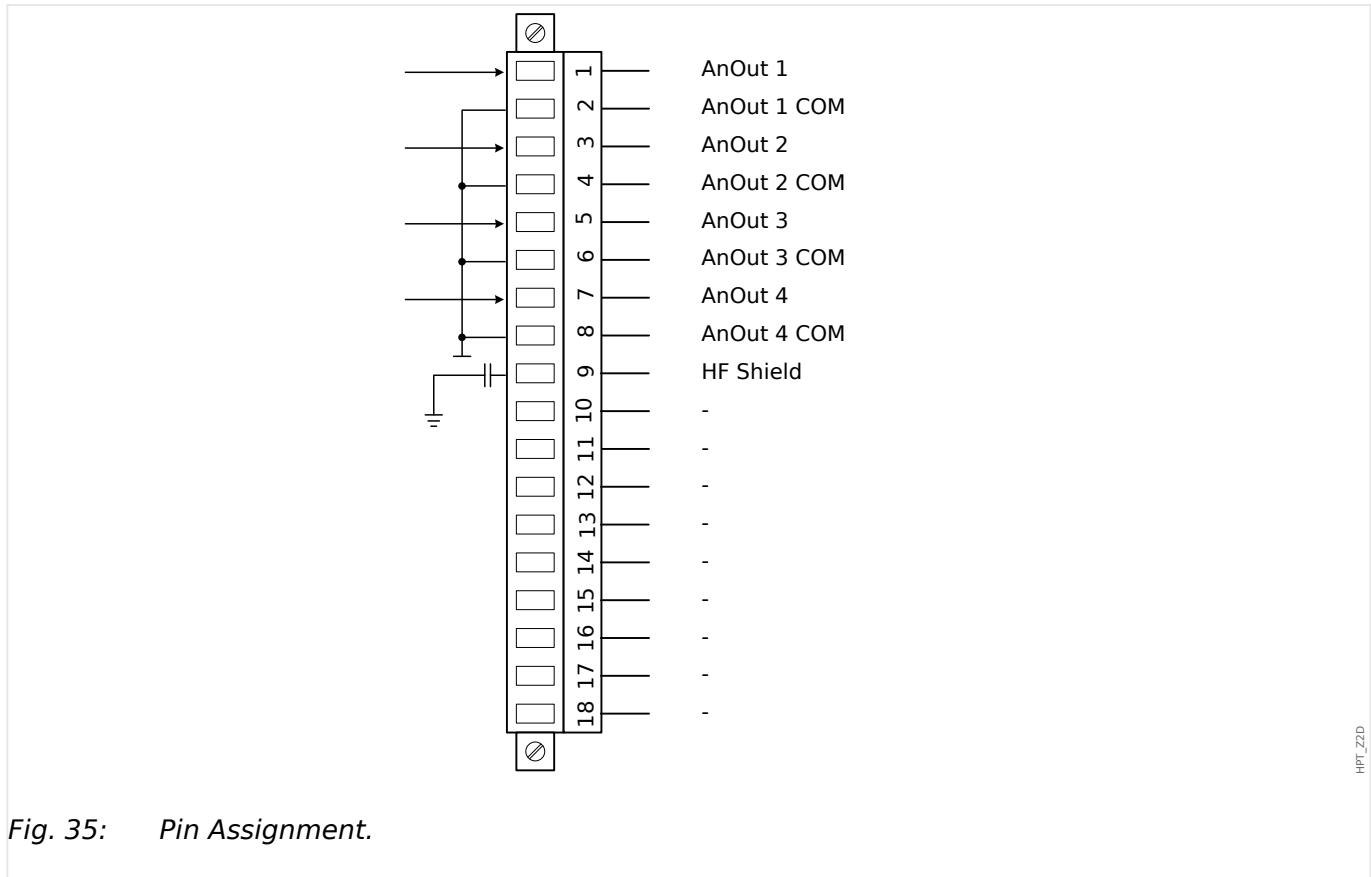 1 AnOut 1
2 AnOut 1 COM
3 AnOut 2
4 AnOut 2 COM
5 AnOut 3
6 AnOut 3 COM
7 AnOut 4
8 AnOut 4 COM
9 HF Shield
10 -
11 -
12 -
13 -
14 -
15 -
16 -
17 -
18 -
HPT_Z2D
Fig. 35: Pin Assignment.